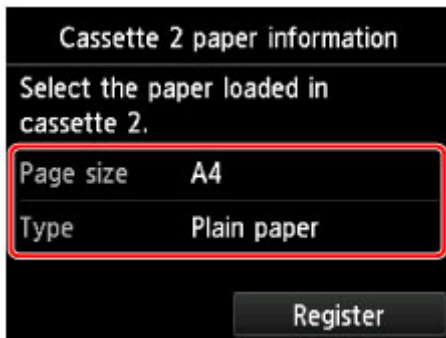 Cassette 2 paper information
Select the paper loaded in
cassette 2.
Page size A4
Type Plain paper
Register